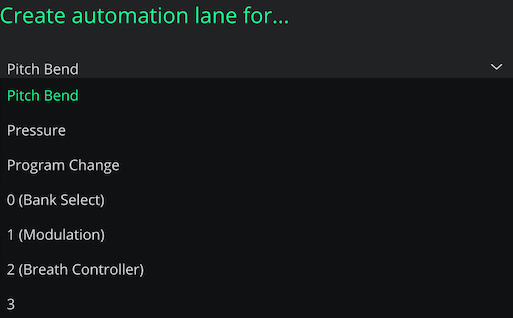 Create automation lane for...
Pitch Bend
Pitch Bend
Pressure
Program Change
0 (Bank Select)
1 (Modulation)
2 (Breath Controller)
3